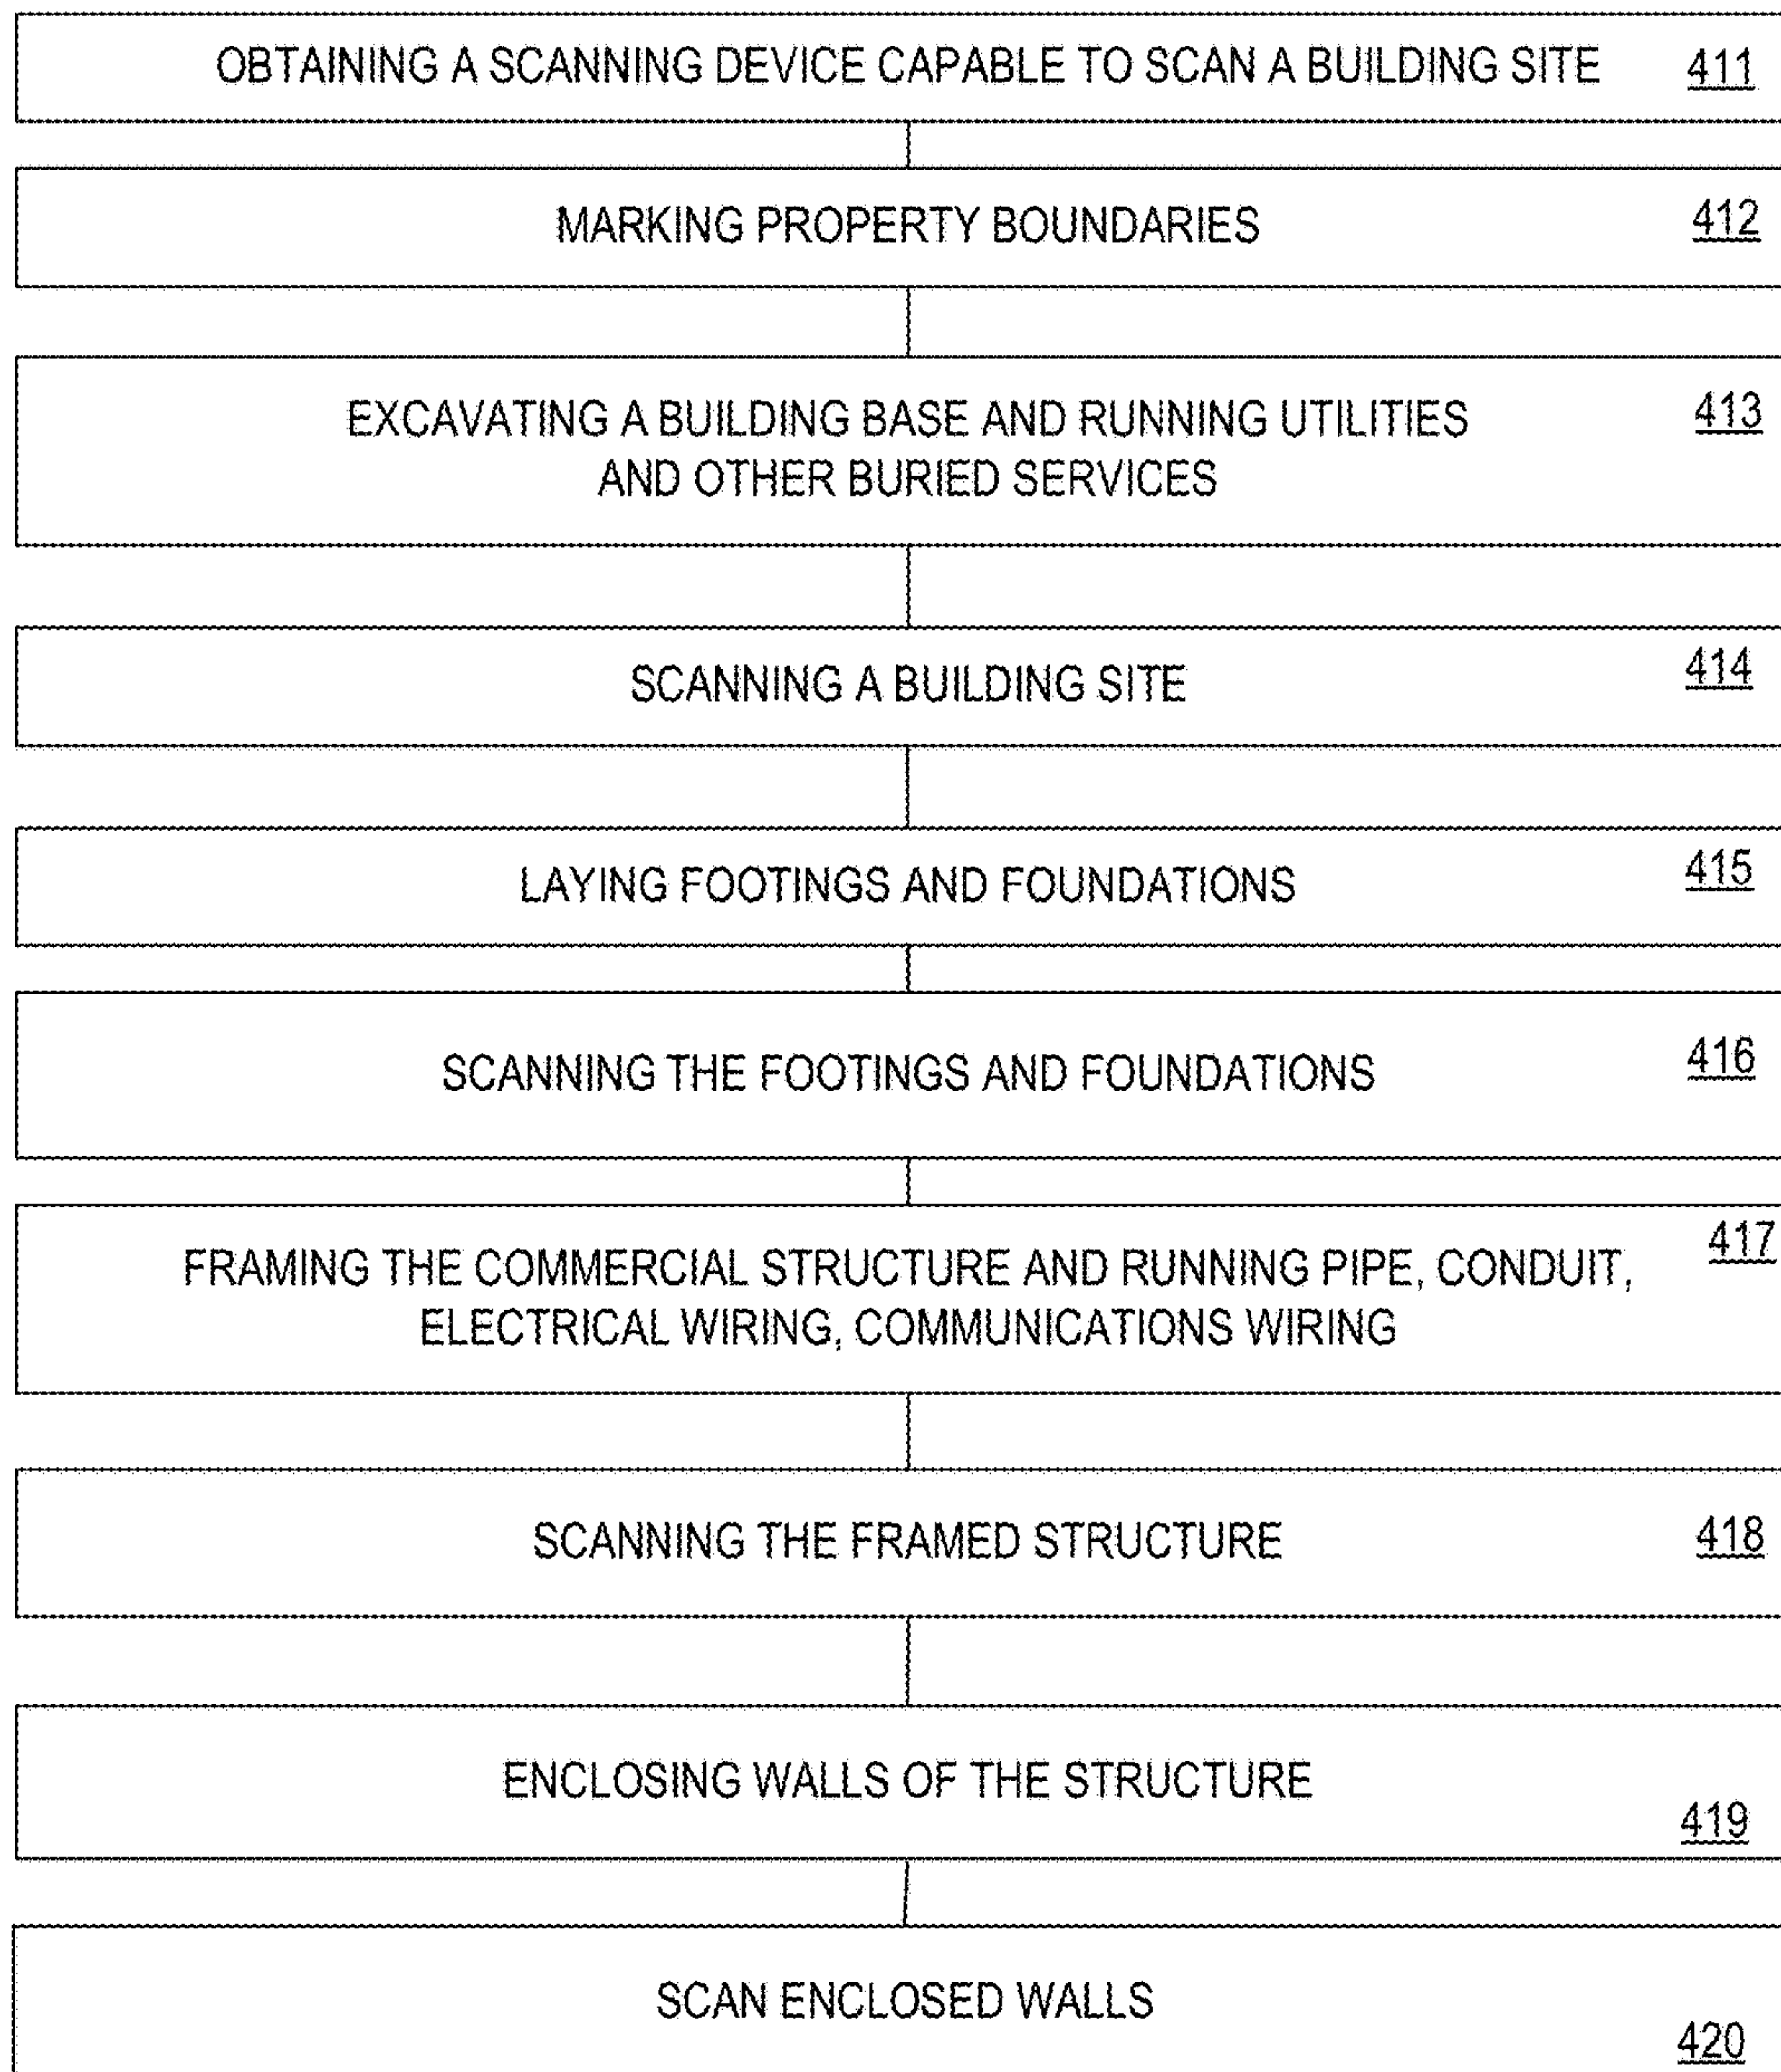 OBTAINING A SCANNING DEVICE CAPABLE TO SCAN A BUILDING SITE 411
MARKING PROPERTY BOUNDARIES 412
EXCAVATING A BUILDING BASE AND RUNNING UTILITIES 413
AND OTHER BURIED SERVICES
SCANNING A BUILDING SITE 414
LAYING FOOTINGS AND FOUNDATIONS 415
SCANNING THE FOOTINGS AND FOUNDATIONS 416
FRAMING THE COMMERCIAL STRUCTURE AND RUNNING PIPE, CONDUIT, 417
ELECTRICAL WIRING, COMMUNICATIONS WIRING
SCANNING THE FRAMED STRUCTURE 418
ENCLOSING WALLS OF THE STRUCTURE
419
SCAN ENCLOSED WALLS
420